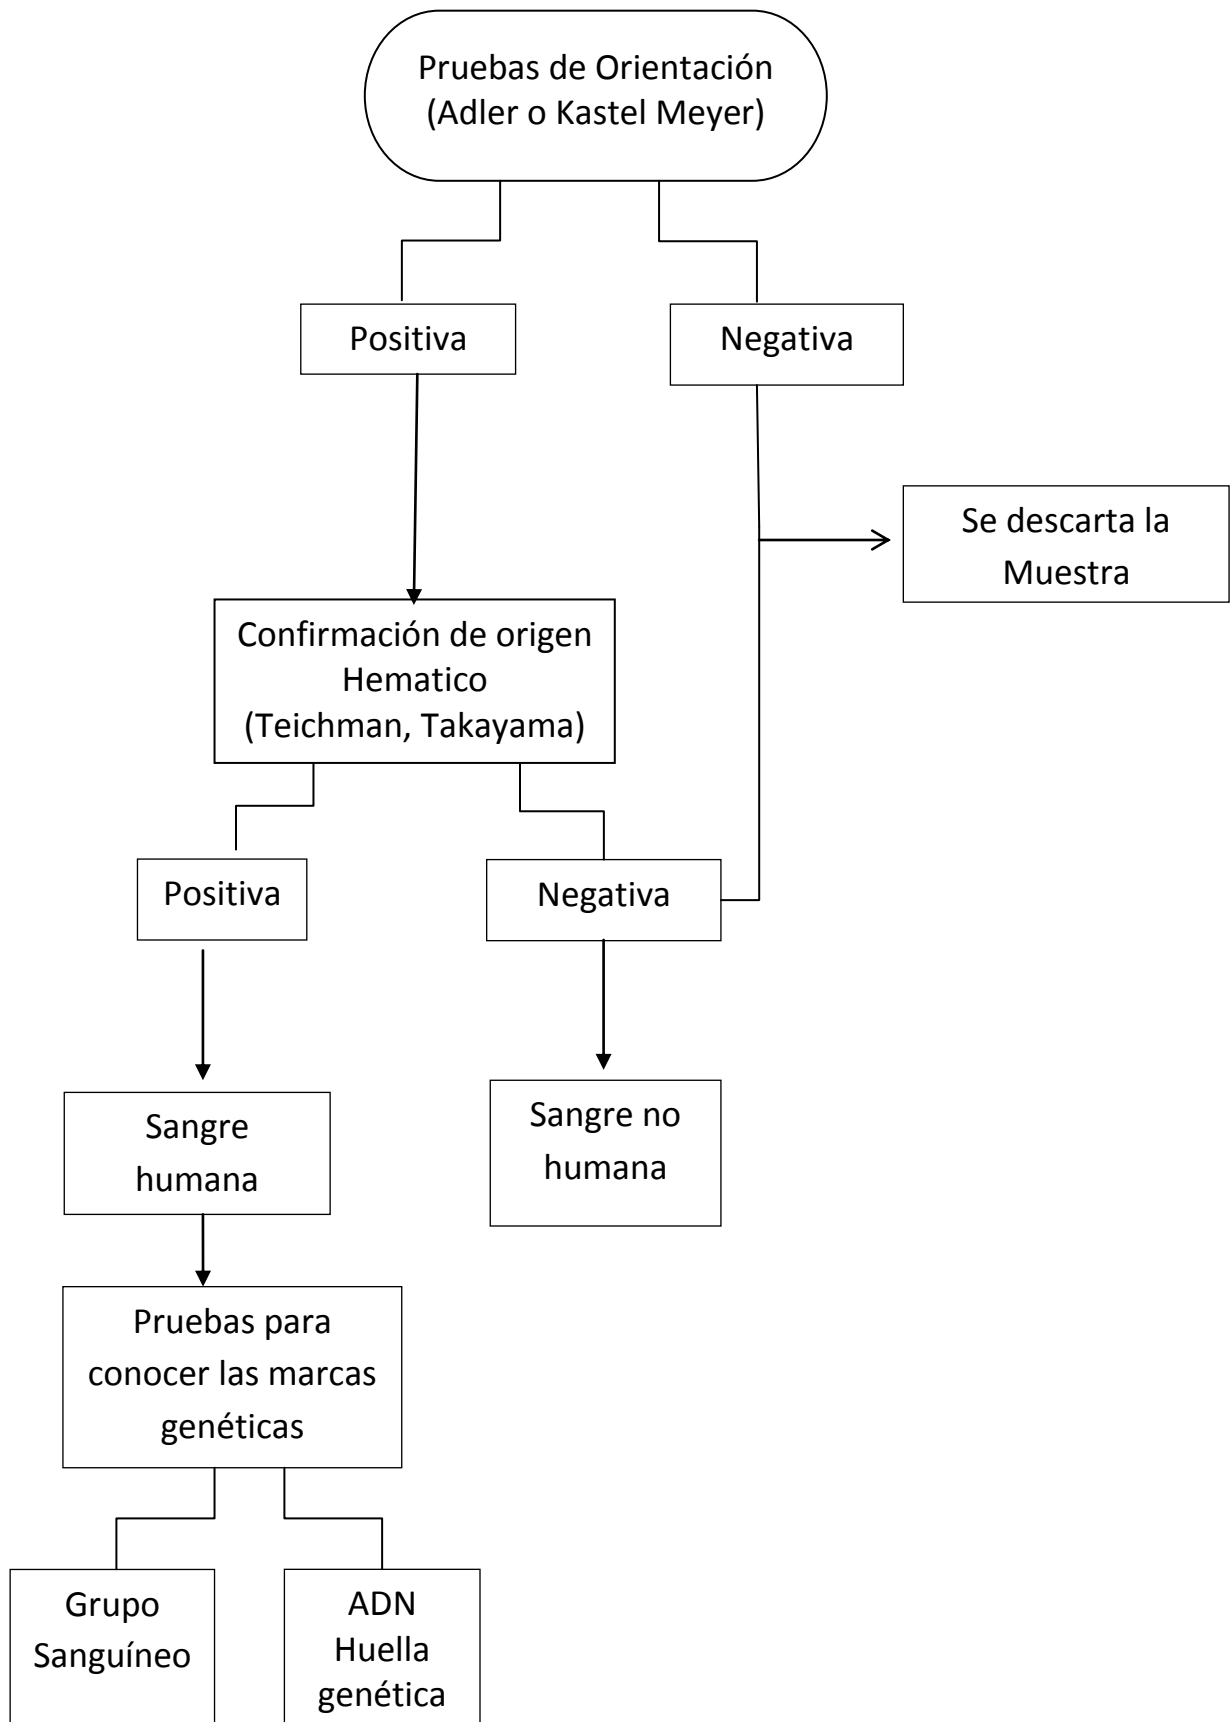 Pruebas de Orientación
(Adler o Kastel Meyer)
Positiva
Negativa
Se descarta la
Muestra
Confirmación de origen
Hematico
(Teichman, Takayama)
Positiva
Negativa
Sangre
humana
Sangre no
humana
Pruebas para
conocer las marcas
genéticas
Grupo
Sanguíneo
ADN
Huella
genética